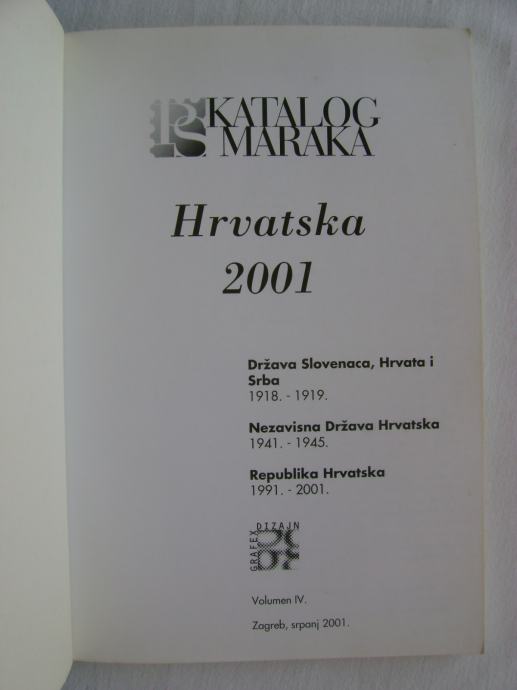 PS KATALOG
MARAKA
Hrvatska
2001
Država Slovenaca, Hrvata i
Srba
1918. - 1919.
Nezavisna Država Hrvatska
1941. - 1945.
Republika Hrvatska
1991. - 2001.
DIZAJN
GRAFEX
Volumen IV.
Zagreb, srpanj 2001.